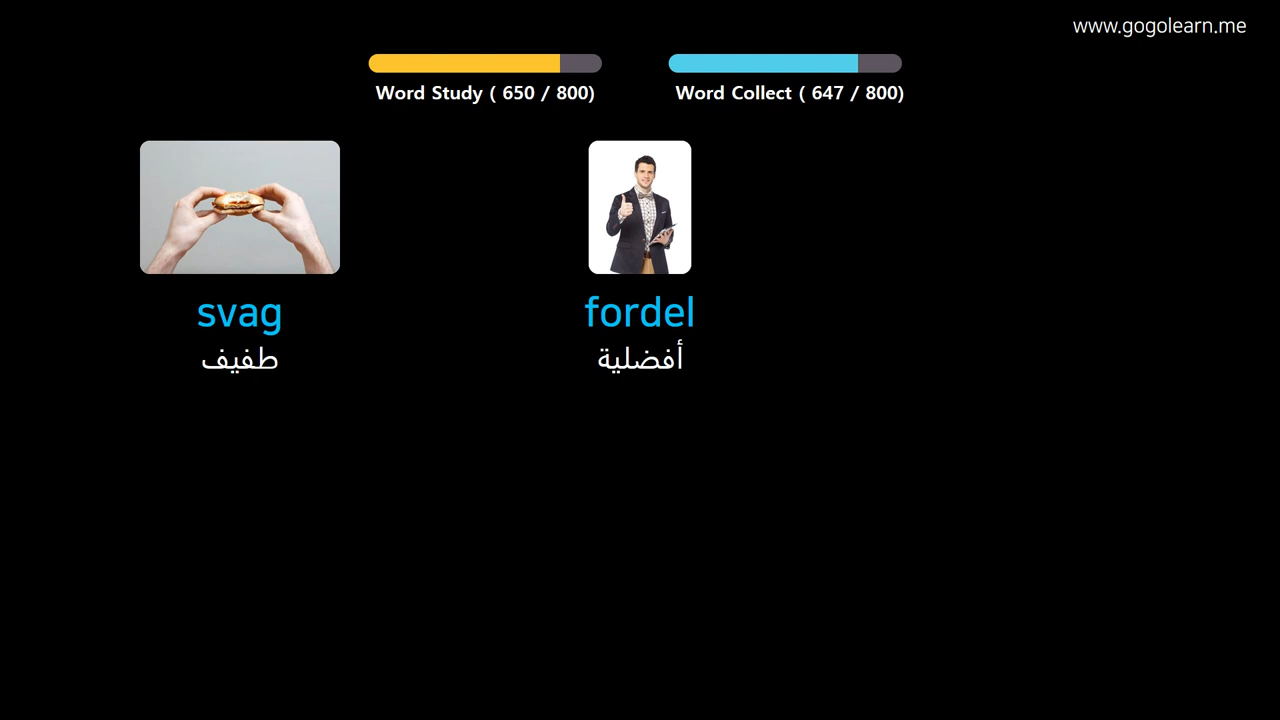 www.gogolearn.me
Word Study ( 650 / 800)
Word Collect ( 647 / 800)
svag
طفيف
fordel
أفضلية